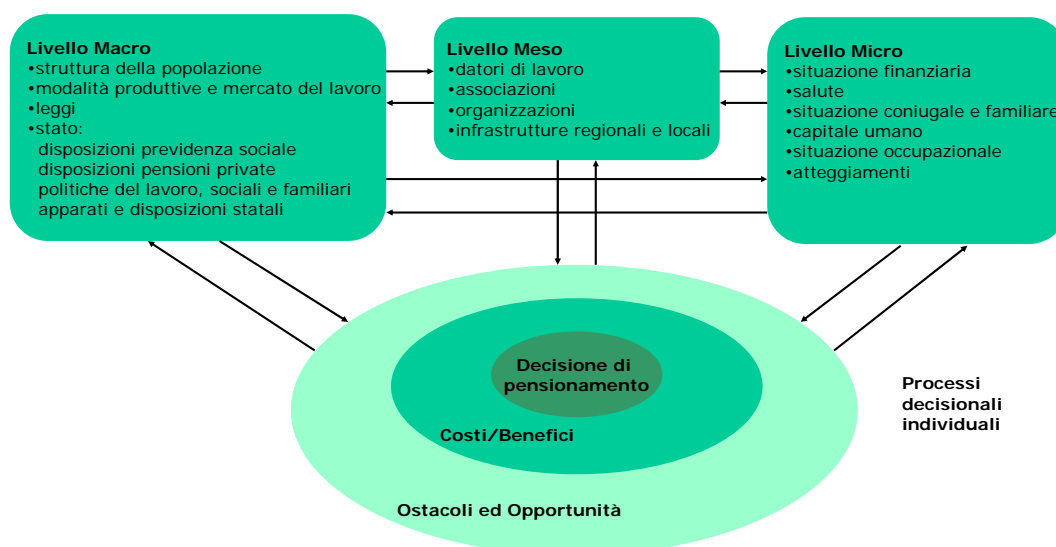 Livello Macro
•struttura della popolazione
•modalità produttive e mercato del lavoro
•leggi
•stato:
disposizioni previdenza sociale
disposizioni pensioni private
politiche del lavoro, sociali e familiari
apparati e disposizioni statali
Livello Meso
•datori di lavoro
•associazioni
•organizzazioni
•infrastrutture regionali e locali
Livello Micro
•situazione finanziaria
•salute
•situazione coniugale e familiare
•capitale umano
•situazione occupazionale
•atteggiamenti
Decisione di
pensionamento
Costi/Benefici
Ostacoli ed Opportunità
Processi
decisionali
individuali